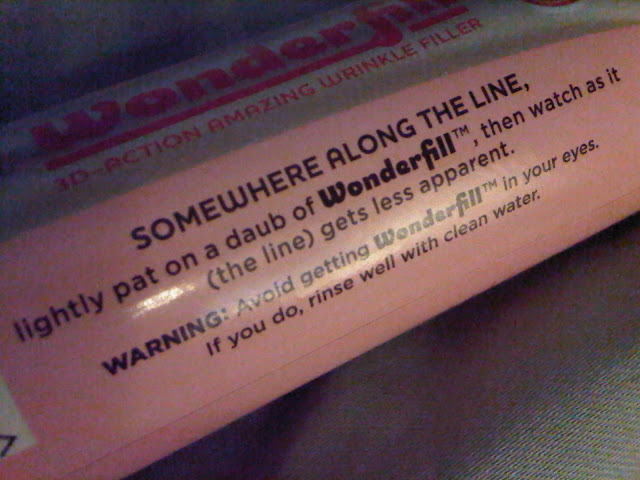 Wonderfill
3D-ACTION AMAZING WRINKLE FILLER
SOMEWHERE ALONG THE LINE,
lightly pat on a daub of Wonderfill™, then watch as it
(the line) gets less apparent.
WARNING: Avoid getting Wonderfill™ in your eyes.
If you do, rinse well with clean water.